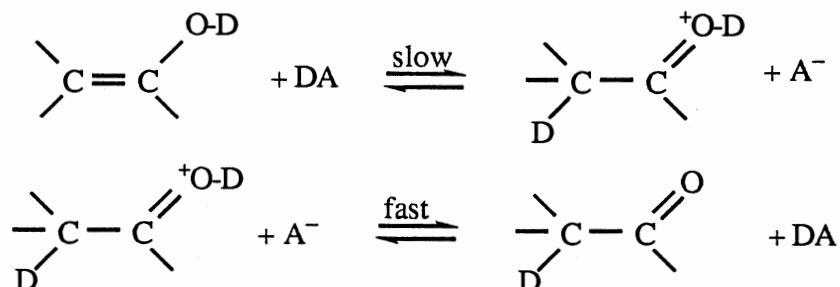 O-D
C=C + DA slow C—C ⁺O-D + A⁻
D
⁺O-D
C—C + A⁻ fast C—C O + DA
D D